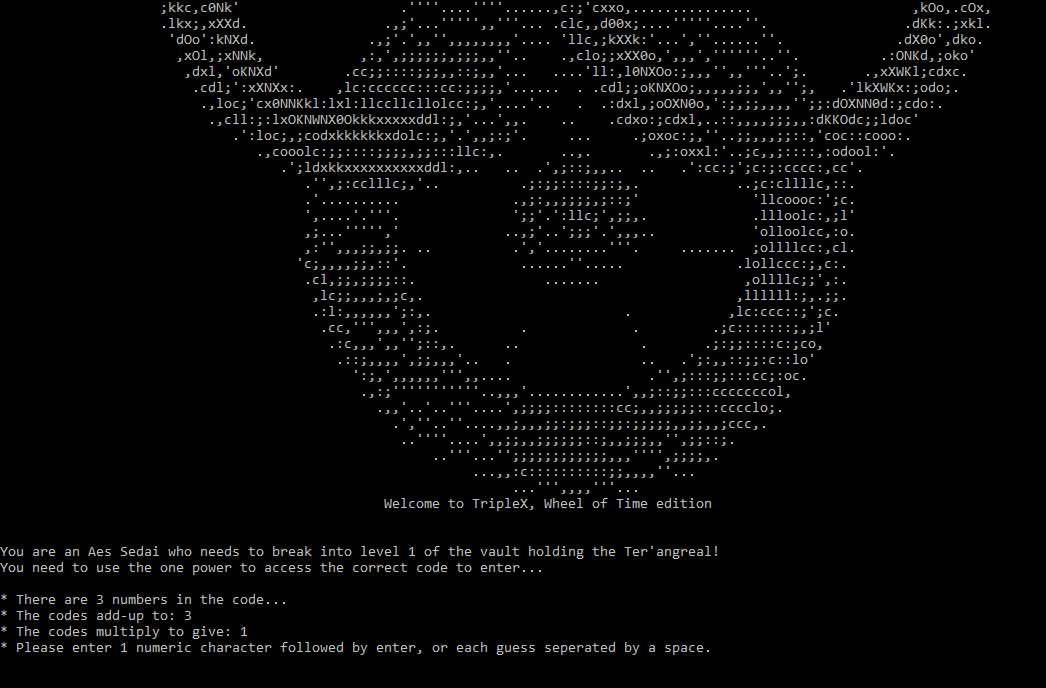 Welcome to TripleX, Wheel of Time edition
You are an Aes Sedai who needs to break into level 1 of the vault holding the Ter'angreal!
You need to use the one power to access the correct code to enter...
* There are 3 numbers in the code...
* The codes add-up to: 3
* The codes multiply to give: 1
* Please enter 1 numeric character followed by enter, or each guess seperated by a space.